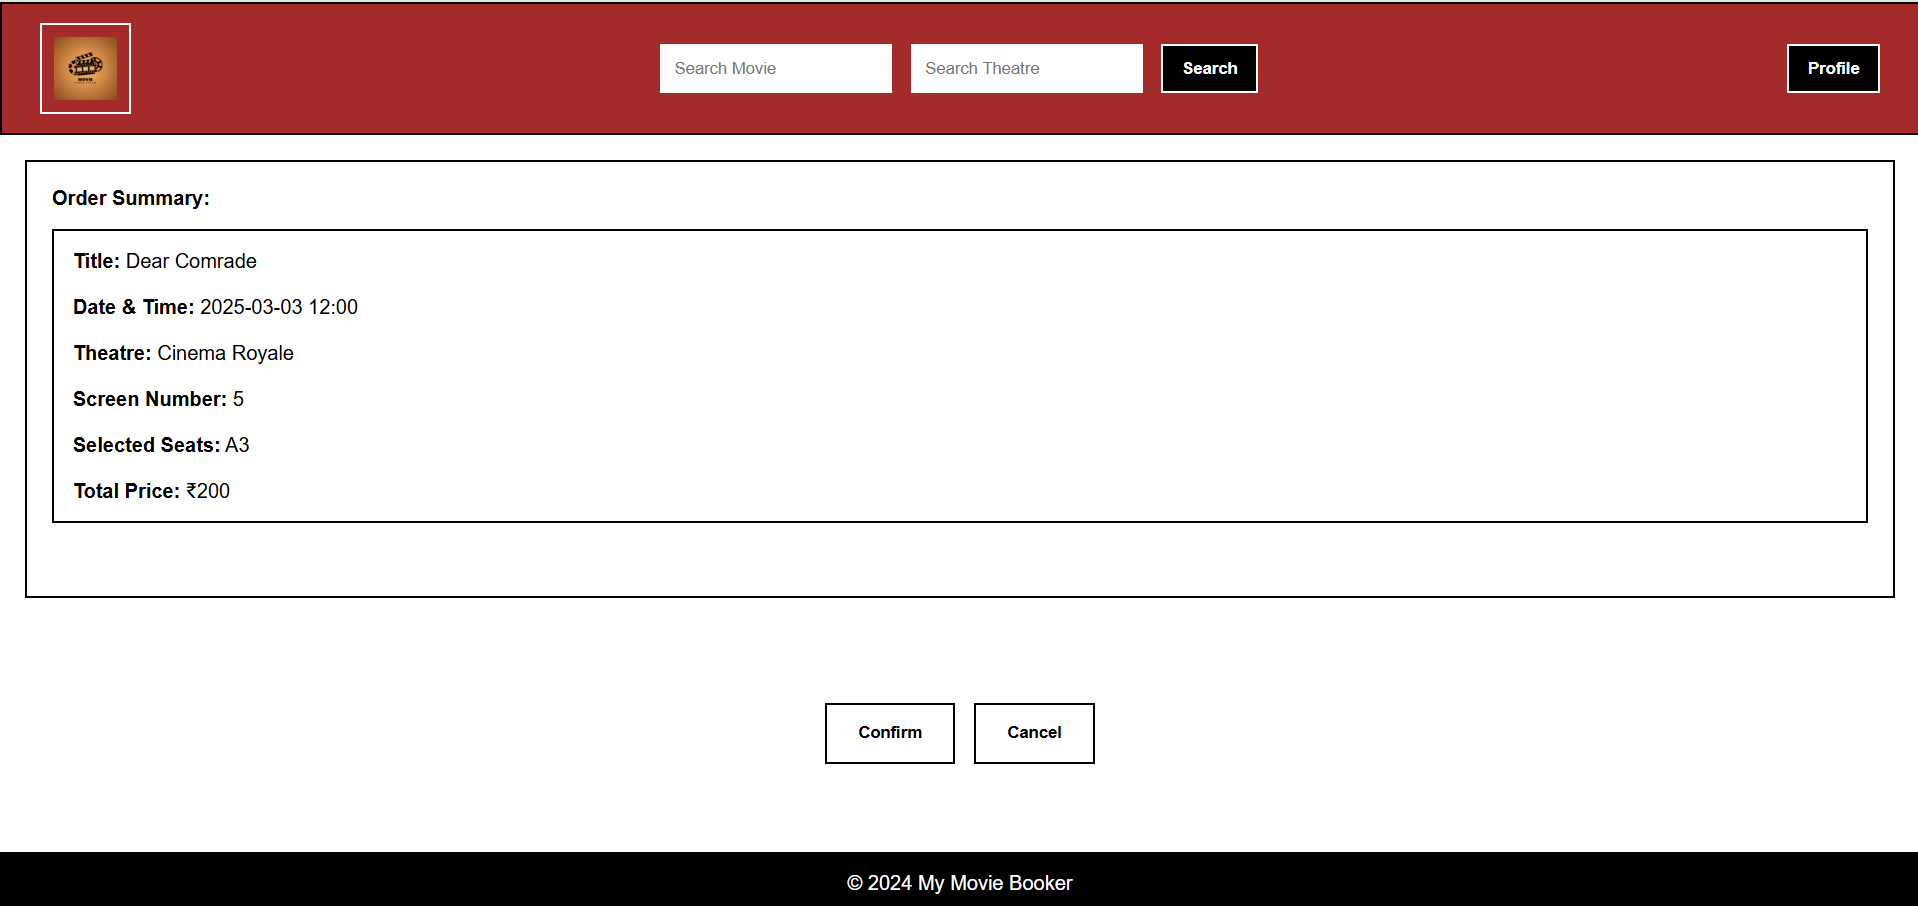 MOVIE
Search Movie
Search Theatre
Search
Profile
Order Summary:
Title: Dear Comrade
Date & Time: 2025-03-03 12:00
Theatre: Cinema Royale
Screen Number: 5
Selected Seats: A3
Total Price: ₹200
Confirm
Cancel
© 2024 My Movie Booker